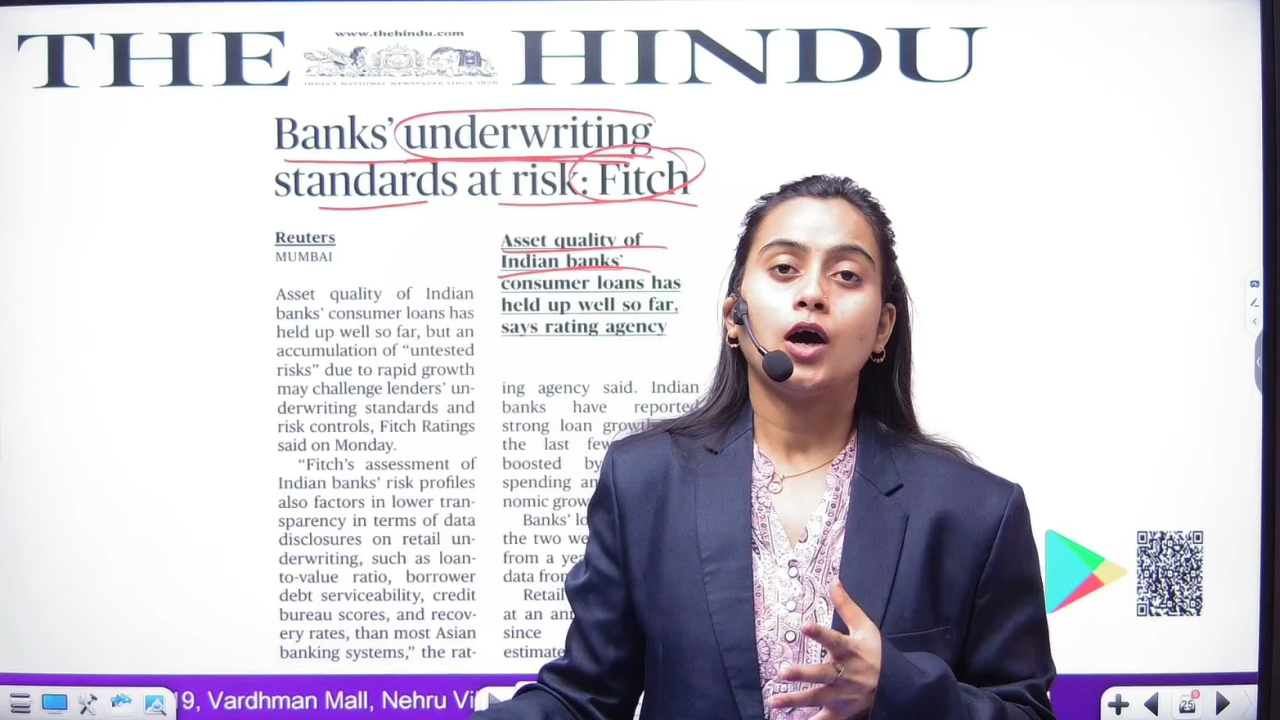 THE HINDU
www.thehindu.com
INDIA'S NATIONAL NEWSPAPER SINCE 1878
Banks' underwriting
standards at risk: Fitch
Reuters
MUMBAI
Asset quality of Indian
banks' consumer loans has
held up well so far, but an
accumulation of "untested
risks" due to rapid growth
may challenge lenders' un-
derwriting standards and
risk controls, Fitch Ratings
said on Monday.
"Fitch's assessment of
Indian banks' risk profiles
also factors in lower tran-
sparency in terms of data
disclosures on retail un-
derwriting, such as loan-
to-value ratio, borrower
debt serviceability, credit
bureau scores, and recov-
ery rates, than most Asian
banking systems," the rat-
Asset quality of
Indian banks'
consumer loans has
held up well so far,
says rating agency
ing agency said. Indian
banks have reported
strong loan growth
the last few
boosted by
spending an
nomic grow
Banks' lo
the two we
from a yea
data from
Retail
at an an
since
estimate
19, Vardhman Mall, Nehru Vi
25